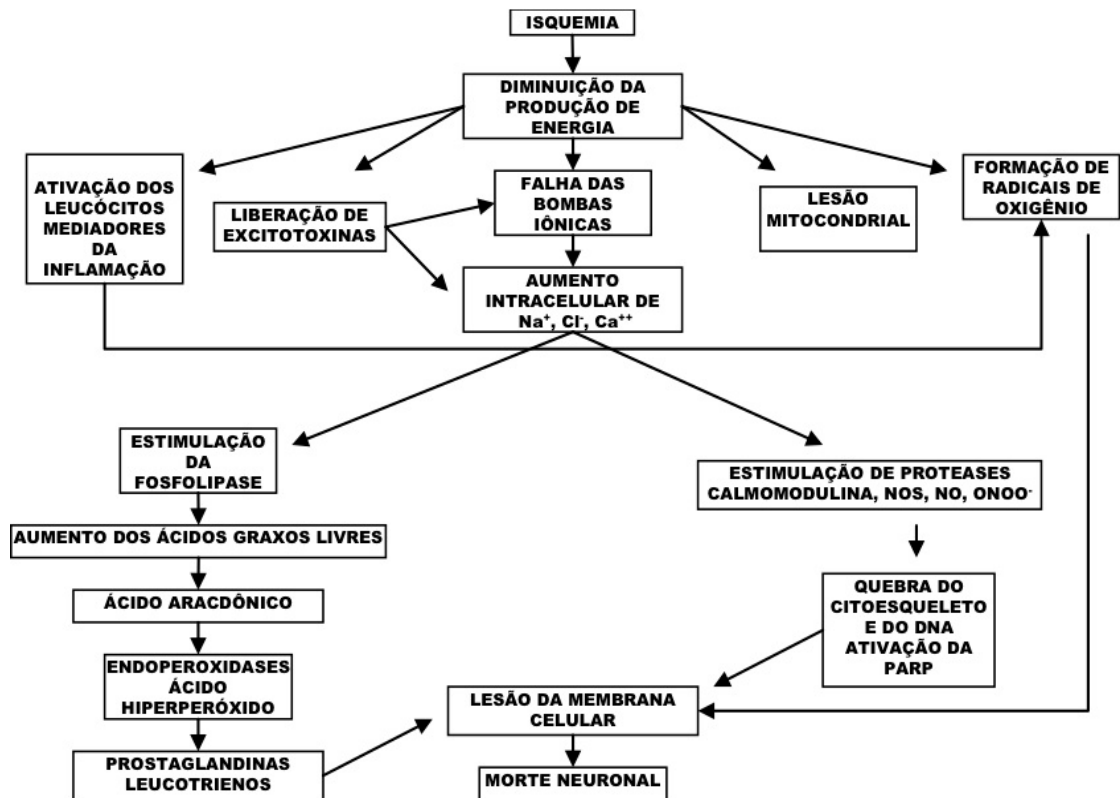 ISQUEMIA
DIMINUIÇÃO DA
PRODUÇÃO DE
ENERGIA
ATIVAÇÃO DOS
LEUCÓCITOS
MEDIADORES
DA
INFLAMAÇÃO
LIBERAÇÃO DE
EXCITOTOXINAS
FALHA DAS
BOMBAS
IÔNICAS
LESÃO
MITOCONDRIAL
FORMAÇÃO DE
RADICAIS DE
OXIGÊNIO
AUMENTO
INTRACELULAR DE
Na⁺, Cl⁻, Ca⁺⁺
ESTIMULAÇÃO
DA
FOSFOLIPASE
AUMENTO DOS ÁCIDOS GRAXOS LIVRES
ÁCIDO ARACDÔNICO
ENDOPEROXIDASES
ÁCIDO
HIPERPERÓXIDO
PROSTAGLANDINAS
LEUCOTRIENOS
ESTIMULAÇÃO DE PROTEASES
CALMOMODULINA, NOS, NO, ONOO⁻
QUEBRA DO
CITOESQUELETO
E DO DNA
ATIVAÇÃO DA
PARP
LESÃO DA MEMBRANA
CELULAR
MORTE NEURONAL